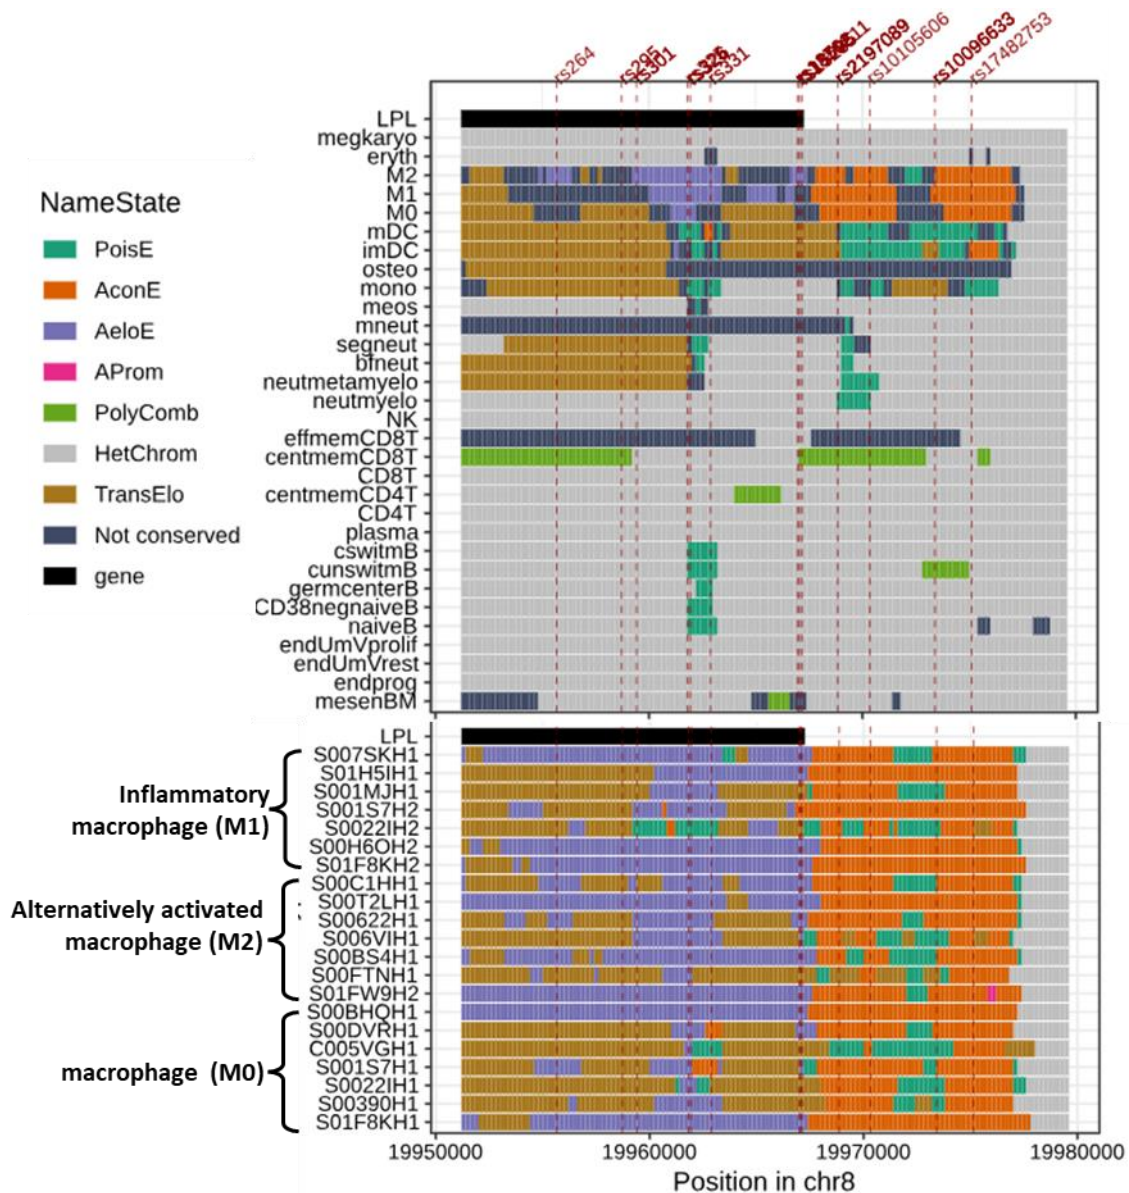 rs264
rs295
rs301
rs326
rs331
rs2197089
rs10105606
rs10096633
rs17482753
LPL
megkaryo
eryth
M2
M1
M0
mDC
imDC
osteo
mono
meos
mneut
segneut
bfneut
neutmetamyelo
neutmyelo
NK
effmemCD8T
centmemCD8T
CD8T
centmemCD4T
CD4T
plasma
cswitmB
cunswitmB
germcenterB
CD38negnaiveB
naiveB
endUmVprolif
endUmVrest
endprog
mesenBM
NameState
PoisE
AconE
AeloE
AProm
PolyComb
HetChrom
TransElo
Not conserved
gene
LPL
S007SKH1
S01H5IH1
S001MJH1
S001S7H2
S0022IH2
S00H6OH2
S01F8KH2
S00C1HH1
S00T2LH1
S00622H1
S006VIH1
S00BS4H1
S00FTNH1
S01FW9H2
S00BHQH1
S00DVRH1
C005VGH1
S001S7H1
S0022IH1
S00390H1
S01F8KH1
Inflammatory
macrophage (M1)
Alternatively activated
macrophage (M2)
macrophage (M0)
19950000 19960000 19970000 19980000
Position in chr8